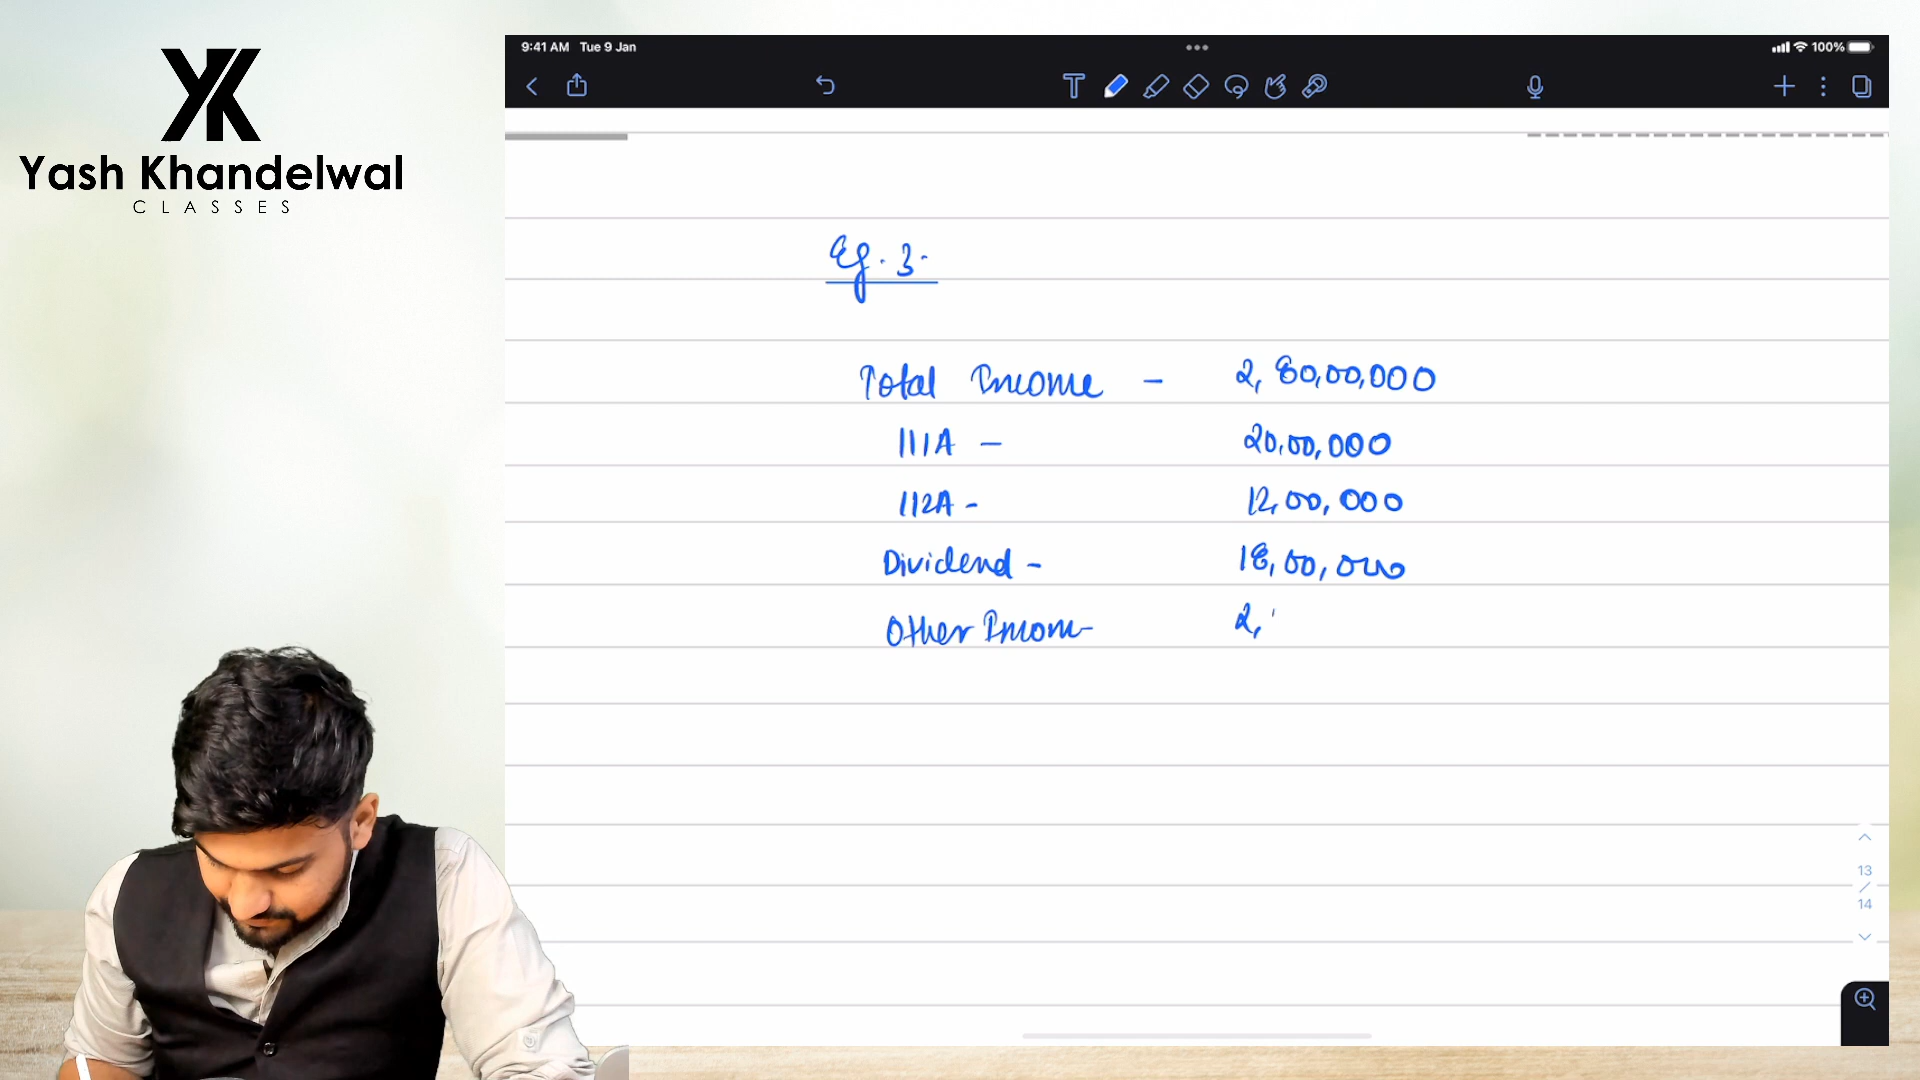 YK
Yash Khandelwal
CLASSES
9:41 AM Tue 9 Jan
100%
Eg. 3.
Total Income - 2,80,00,000
111A - 20,00,000
112A - 12,00,000
Dividend - 18,00,000
Other Income - 2,
13
/
14